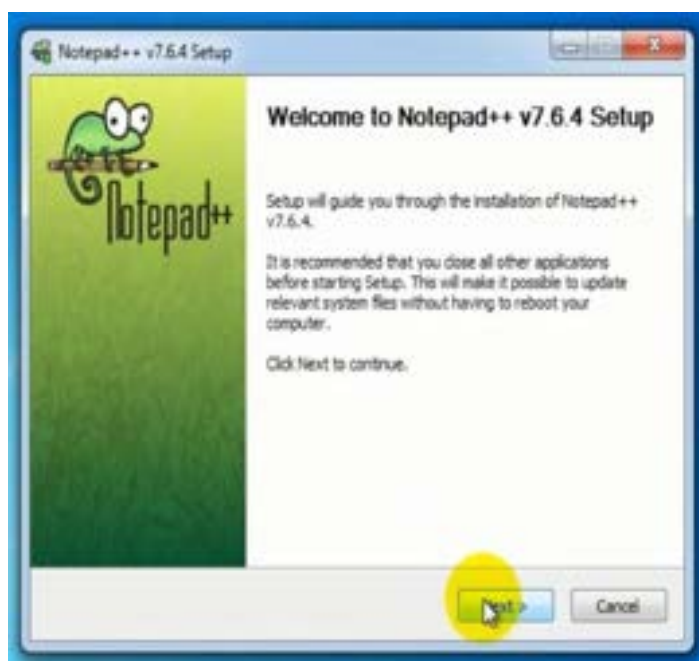 Notepad++ v7.6.4 Setup
Notepad++
Welcome to Notepad++ v7.6.4 Setup
Setup will guide you through the installation of Notepad++
v7.6.4.
It is recommended that you close all other applications
before starting Setup. This will make it possible to update
relevant system files without having to reboot your
computer.
Click Next to continue.
Next >
Cancel